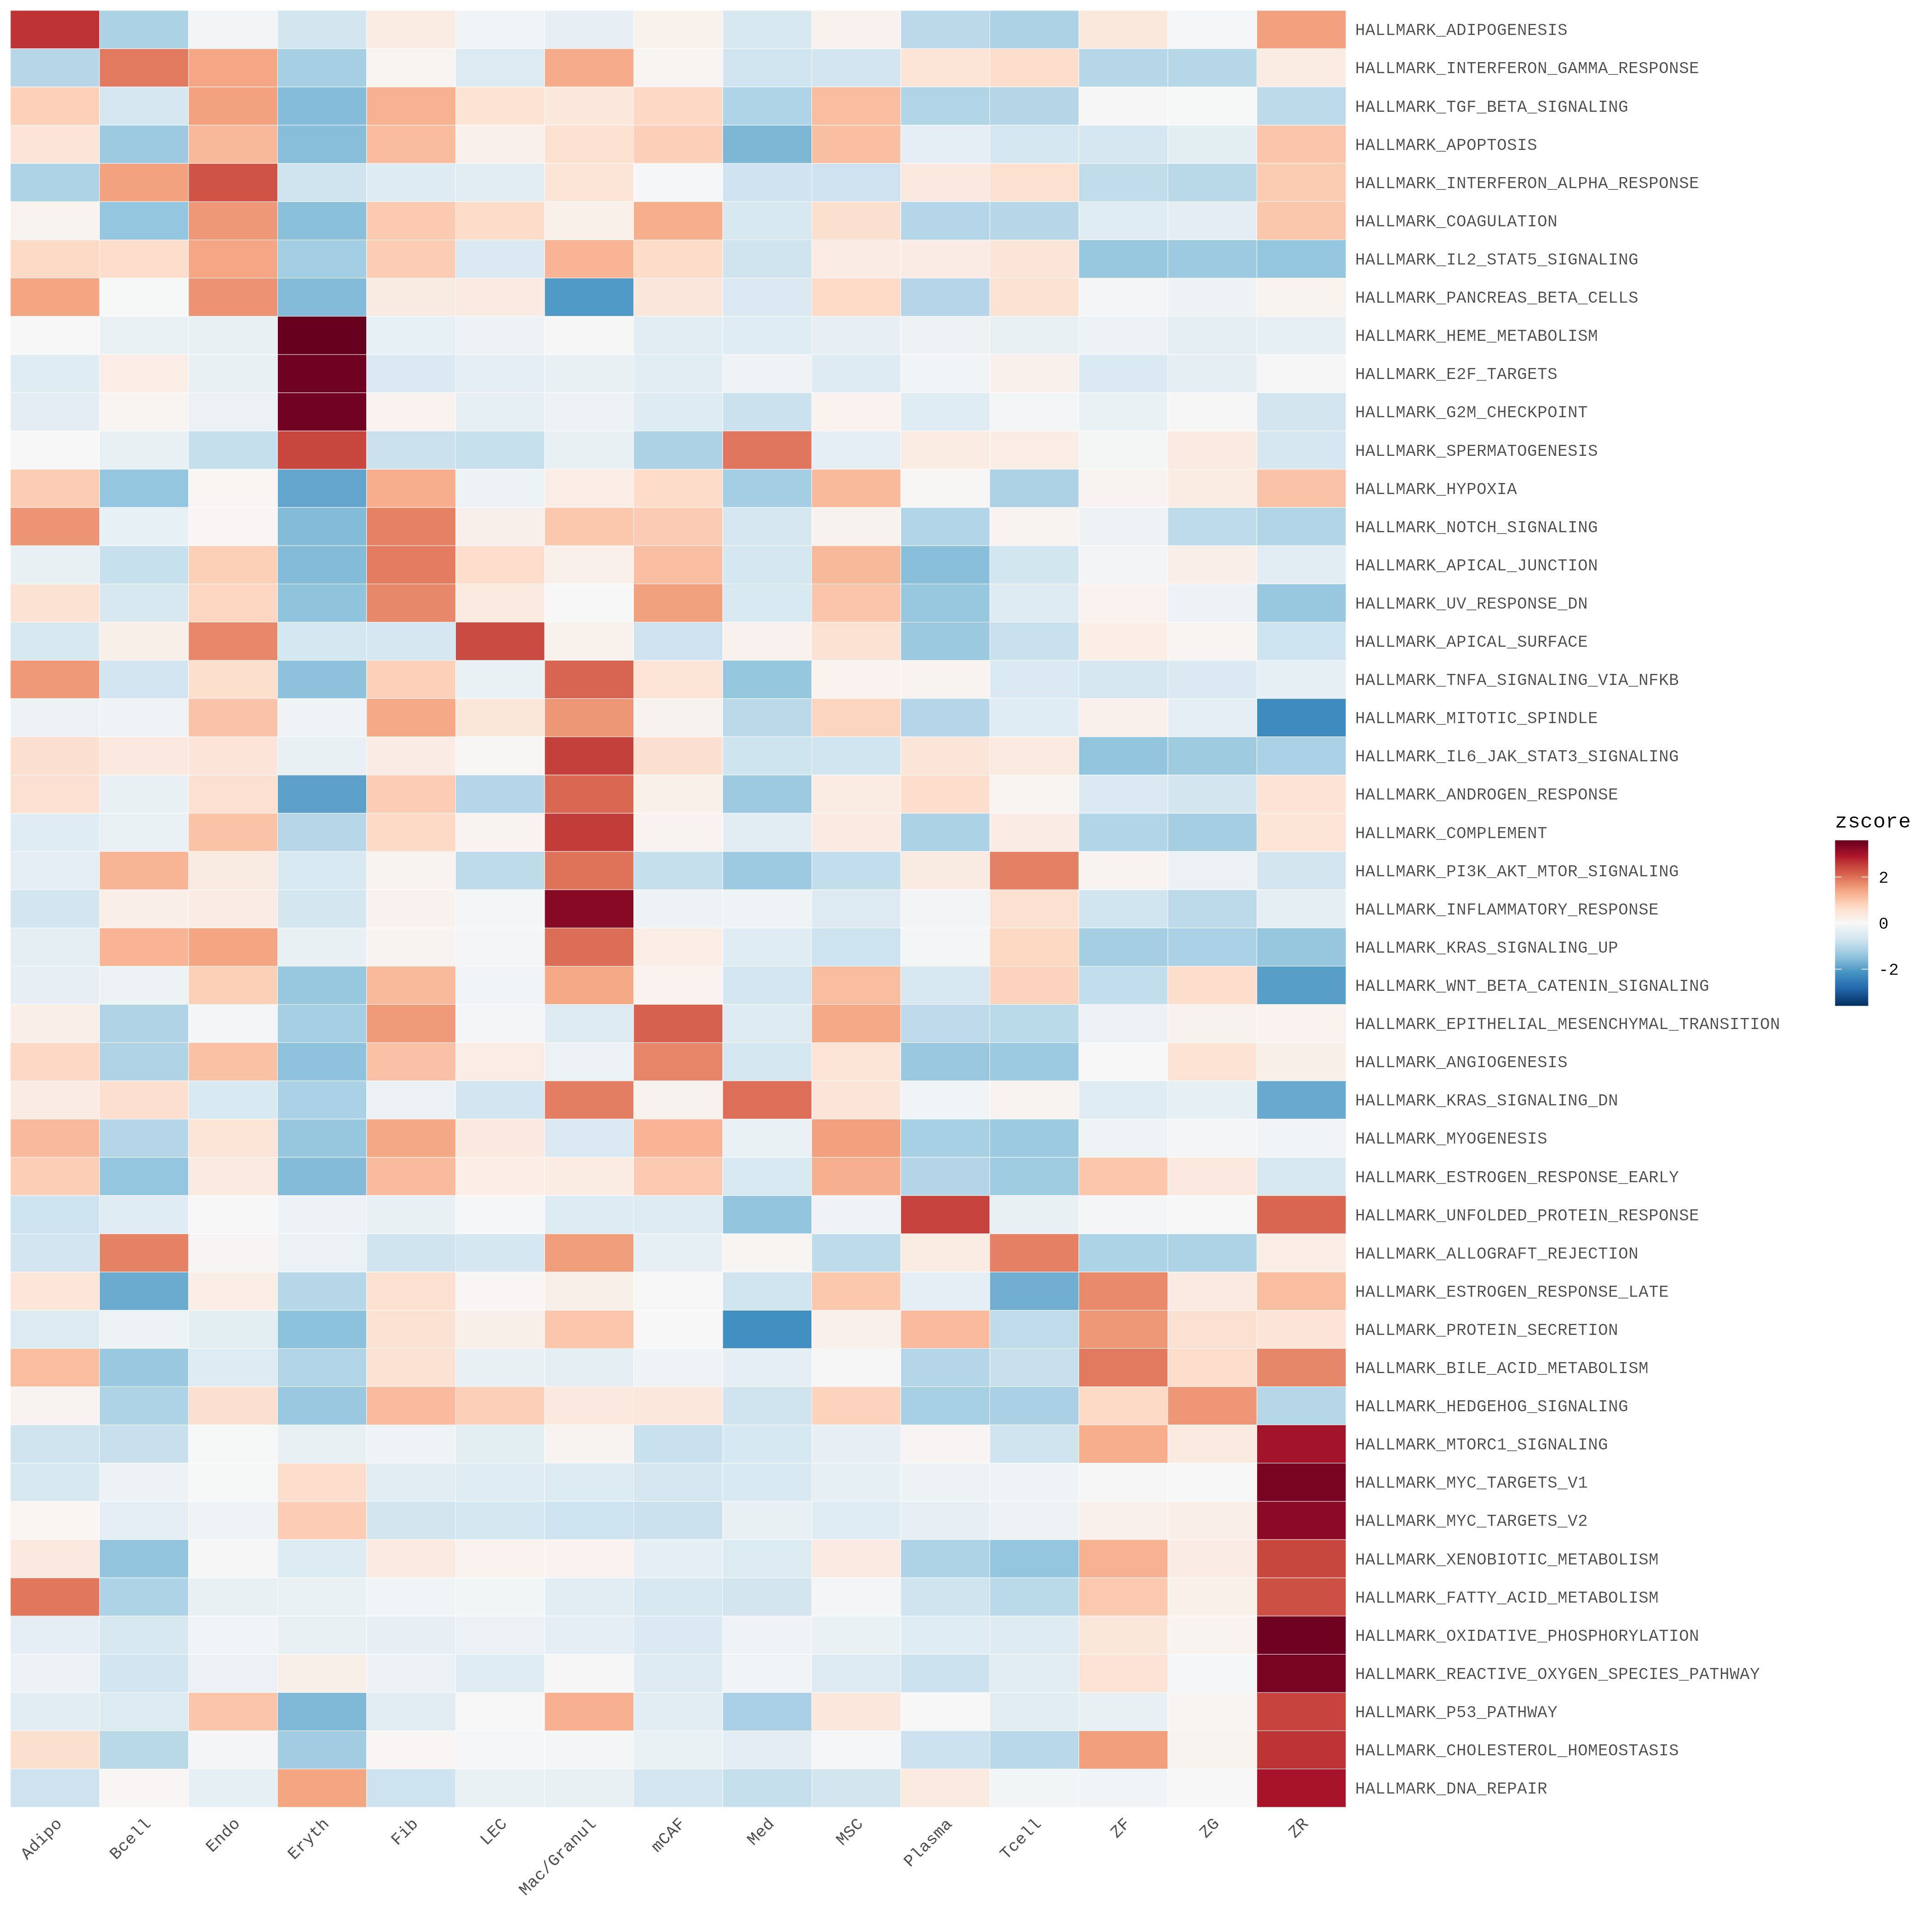 HALLMARK_ADIPOGENESIS
HALLMARK_INTERFERON_GAMMA_RESPONSE
HALLMARK_TGF_BETA_SIGNALING
HALLMARK_APOPTOSIS
HALLMARK_INTERFERON_ALPHA_RESPONSE
HALLMARK_COAGULATION
HALLMARK_IL2_STAT5_SIGNALING
HALLMARK_PANCREAS_BETA_CELLS
HALLMARK_HEME_METABOLISM
HALLMARK_E2F_TARGETS
HALLMARK_G2M_CHECKPOINT
HALLMARK_SPERMATOGENESIS
HALLMARK_HYPOXIA
HALLMARK_NOTCH_SIGNALING
HALLMARK_APICAL_JUNCTION
HALLMARK_UV_RESPONSE_DN
HALLMARK_APICAL_SURFACE
HALLMARK_TNFA_SIGNALING_VIA_NFKB
HALLMARK_MITOTIC_SPINDLE
HALLMARK_IL6_JAK_STAT3_SIGNALING
HALLMARK_ANDROGEN_RESPONSE
HALLMARK_COMPLEMENT
HALLMARK_PI3K_AKT_MTOR_SIGNALING
HALLMARK_INFLAMMATORY_RESPONSE
HALLMARK_KRAS_SIGNALING_UP
HALLMARK_WNT_BETA_CATENIN_SIGNALING
HALLMARK_EPITHELIAL_MESENCHYMAL_TRANSITION
HALLMARK_ANGIOGENESIS
HALLMARK_KRAS_SIGNALING_DN
HALLMARK_MYOGENESIS
HALLMARK_ESTROGEN_RESPONSE_EARLY
HALLMARK_UNFOLDED_PROTEIN_RESPONSE
HALLMARK_ALLOGRAFT_REJECTION
HALLMARK_ESTROGEN_RESPONSE_LATE
HALLMARK_PROTEIN_SECRETION
HALLMARK_BILE_ACID_METABOLISM
HALLMARK_HEDGEHOG_SIGNALING
HALLMARK_MTORC1_SIGNALING
HALLMARK_MYC_TARGETS_V1
HALLMARK_MYC_TARGETS_V2
HALLMARK_XENOBIOTIC_METABOLISM
HALLMARK_FATTY_ACID_METABOLISM
HALLMARK_OXIDATIVE_PHOSPHORYLATION
HALLMARK_REACTIVE_OXYGEN_SPECIES_PATHWAY
HALLMARK_P53_PATHWAY
HALLMARK_CHOLESTEROL_HOMEOSTASIS
HALLMARK_DNA_REPAIR
Adipo
Bcell
Endo
Eryth
Fib
LEC
Mac/Granul
mCAF
Med
MSC
Plasma
Tcell
ZF
ZG
ZR
zscore
2
0
-2